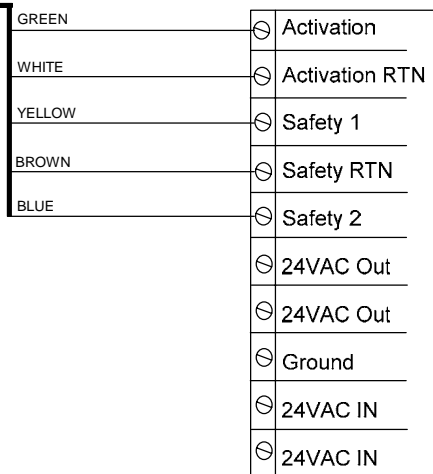 GREEN
Activation
WHITE
Activation RTN
YELLOW
Safety 1
BROWN
Safety RTN
BLUE
Safety 2
24VAC Out
24VAC Out
Ground
24VAC IN
24VAC IN